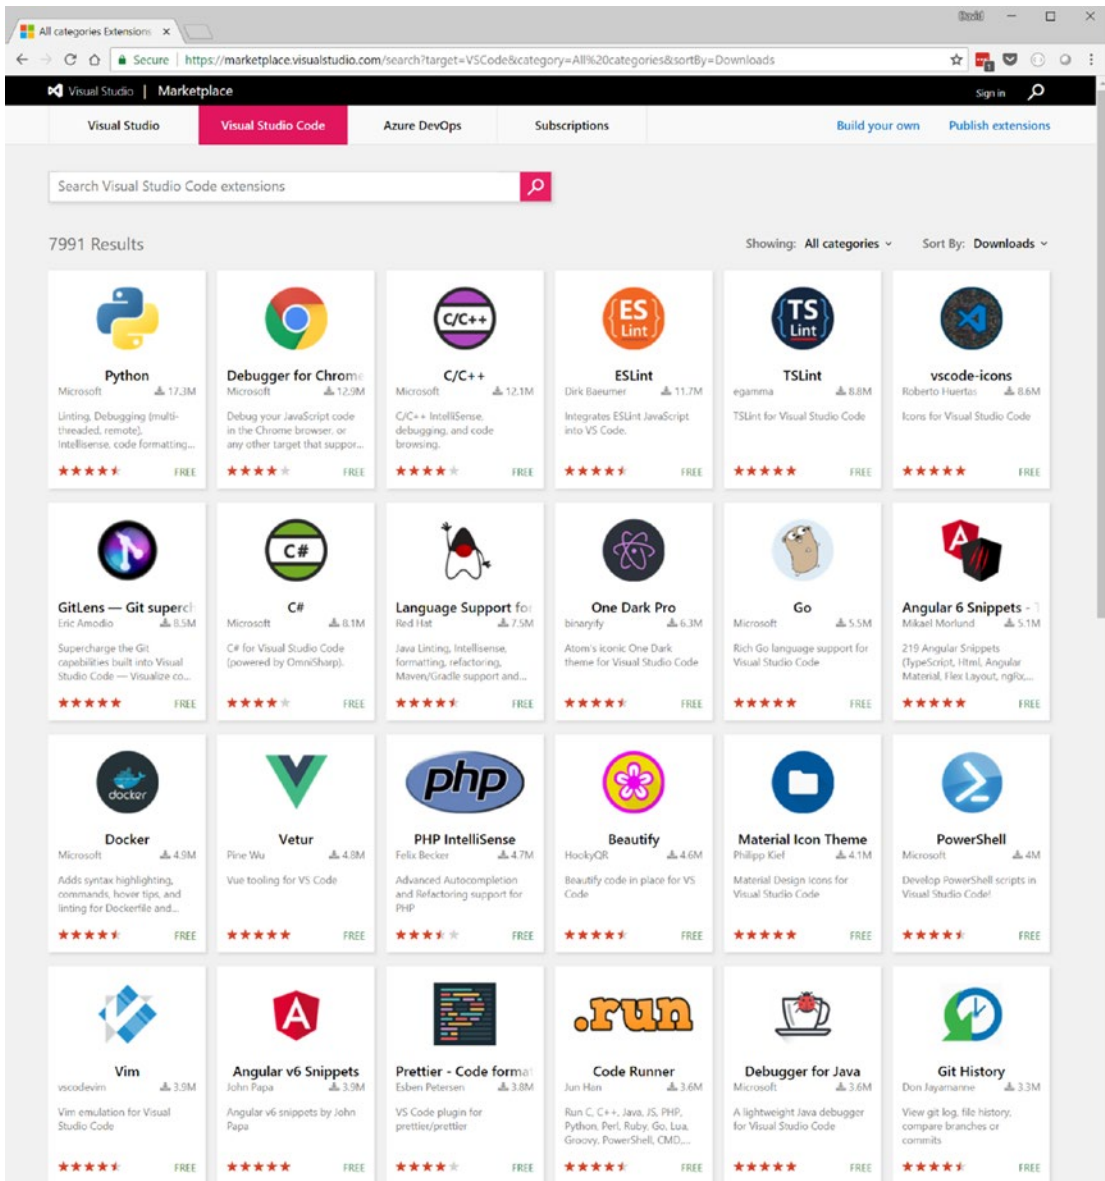 David
All categories Extensions
Secure | https://marketplace.visualstudio.com/search?target=VSCode&category=All%20categories&sortBy=Downloads
1
Visual Studio | Marketplace
Sign in
Visual Studio
Visual Studio Code
Azure DevOps
Subscriptions
Build your own
Publish extensions
Search Visual Studio Code extensions
7991 Results
Showing: All categories
Sort By: Downloads
Python
Microsoft 17.3M
Linting, Debugging (multi-
threaded, remote),
Intellisense, code formatting...
FREE
Debugger for Chrome
Microsoft 12.9M
Debug your JavaScript code
in the Chrome browser, or
any other target that suppor...
FREE
C/C++
C/C++
Microsoft 12.1M
C/C++ IntelliSense,
debugging, and code
browsing.
FREE
ES
Lint
ESLint
Dirk Baeumer 11.7M
Integrates ESLint JavaScript
into VS Code.
FREE
TS
Lint
TSLint
egamma 8.8M
TSLint for Visual Studio Code
FREE
vscode-icons
Roberto Huertas 8.6M
Icons for Visual Studio Code
FREE
GitLens — Git superch
Eric Amodio 8.5M
Supercharge the Git
capabilities built into Visual
Studio Code — Visualize co...
FREE
C#
C#
Microsoft 8.1M
C# for Visual Studio Code
(powered by OmniSharp).
FREE
Language Support for
Red Hat 7.5M
Java Linting, Intellisense,
formatting, refactoring,
Maven/Gradle support and...
FREE
One Dark Pro
binaryify 6.3M
Atom's iconic One Dark
theme for Visual Studio Code
FREE
Go
Microsoft 5.5M
Rich Go language support for
Visual Studio Code
FREE
A
Angular 6 Snippets - T
Mikael Morlund 5.1M
219 Angular Snippets
(TypeScript, Html, Angular
Material, Flex Layout, ngRx,...
FREE
docker
Docker
Microsoft 4.9M
Adds syntax highlighting,
commands, hover tips, and
linting for Dockerfile and...
FREE
Vetur
Pine Wu 4.8M
Vue tooling for VS Code
FREE
php
PHP IntelliSense
Felix Becker 4.7M
Advanced Autocompletion
and Refactoring support for
PHP
FREE
Beautify
HookyQR 4.6M
Beautify code in place for VS
Code
FREE
Material Icon Theme
Philipp Kief 4.1M
Material Design Icons for
Visual Studio Code
FREE
PowerShell
Microsoft 4M
Develop PowerShell scripts in
Visual Studio Code!
FREE
Vim
vscodevim 3.9M
Vim emulation for Visual
Studio Code
FREE
A
Angular v6 Snippets
John Papa 3.9M
Angular v6 snippets by John
Papa
FREE
Prettier - Code format
Esben Petersen 3.8M
VS Code plugin for
prettier/prettier
FREE
.run
Code Runner
Jun Han 3.6M
Run C, C++, Java, JS, PHP,
Python, Perl, Ruby, Go, Lua,
Groovy, PowerShell, CMD,...
FREE
Debugger for Java
Microsoft 3.6M
A lightweight Java debugger
for Visual Studio Code
FREE
Git History
Don Jayamanne 3.3M
View git log, file history,
compare branches or
commits
FREE